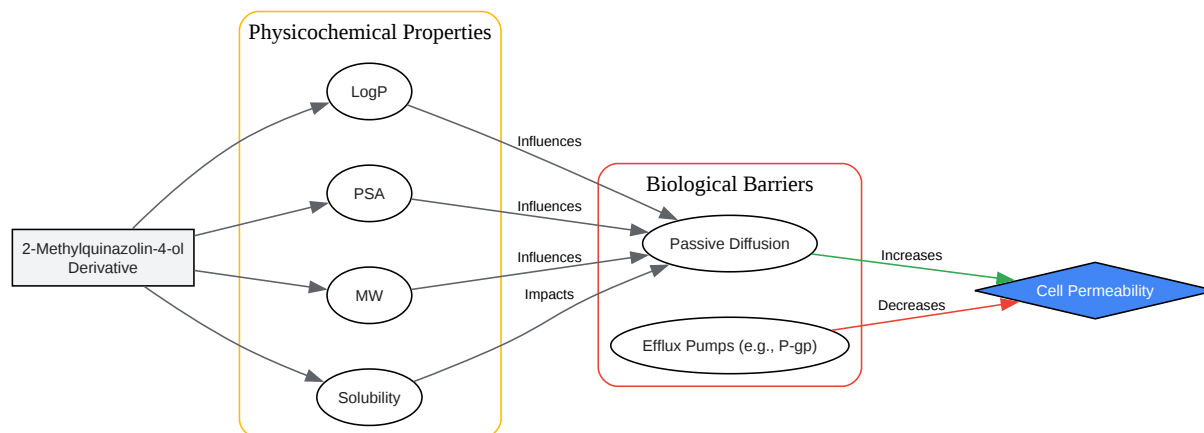 Physicochemical Properties
LogP
Influences
Biological Barriers
PSA
Influences
Passive Diffusion
2-Methylquinazolin-4-ol
Derivative
Influences
Increases
MW
Impacts
Cell Permeability
Decreases
Efflux Pumps (e.g., P-gp)
Solubility